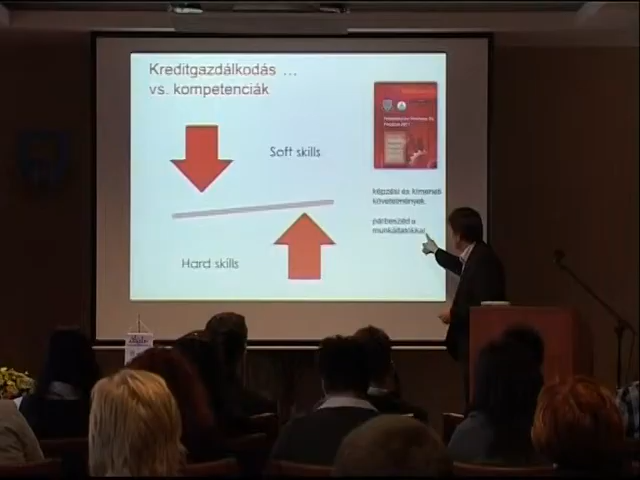 Kreditgazdálkodás …
vs. kompetenciák
Soft skills
képzési és kimeneti
követelmények
párbeszéd a
munkáltatókkal
Hard skills